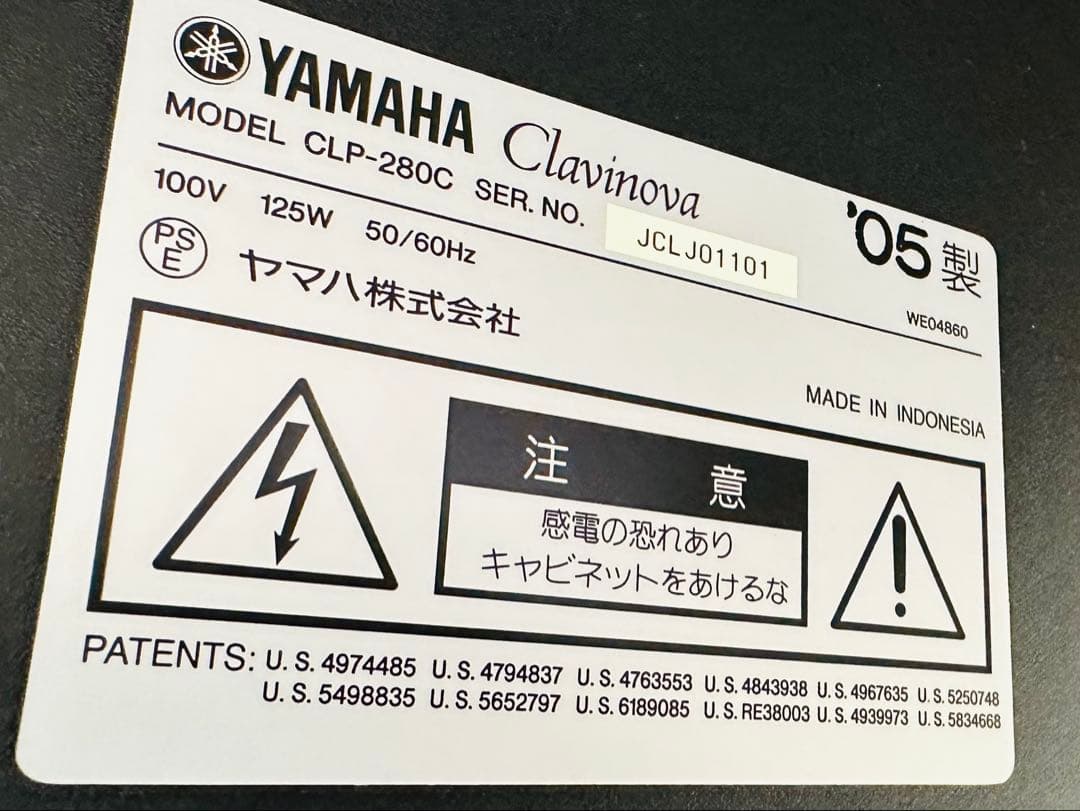 YAMAHA Clavinova
MODEL CLP-280C SER. NO. JCLJ01101 '05 製
100V 125W 50/60Hz WE04860
PS E ヤマハ株式会社
MADE IN INDONESIA
注意
感電の恐れあり
キャビネットをあけるな
PATENTS: U.S.4974485 U.S.4794837 U.S.4763553 U.S.4843938 U.S.4967635 U.S.5250748
U.S.5498835 U.S.5652797 U.S.6189085 U.S.RE38003 U.S.4939973 U.S.5834668